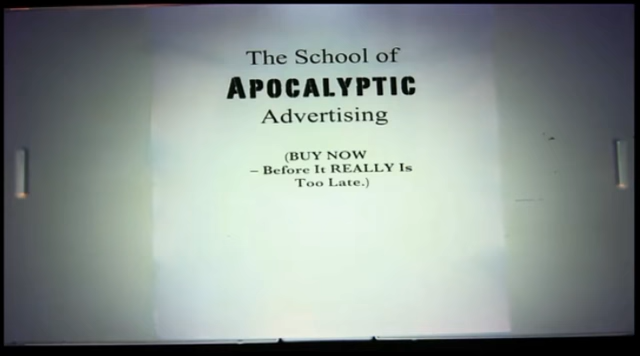 The School of
APOCALYPTIC
Advertising
(BUY NOW
– Before It REALLY Is
Too Late.)